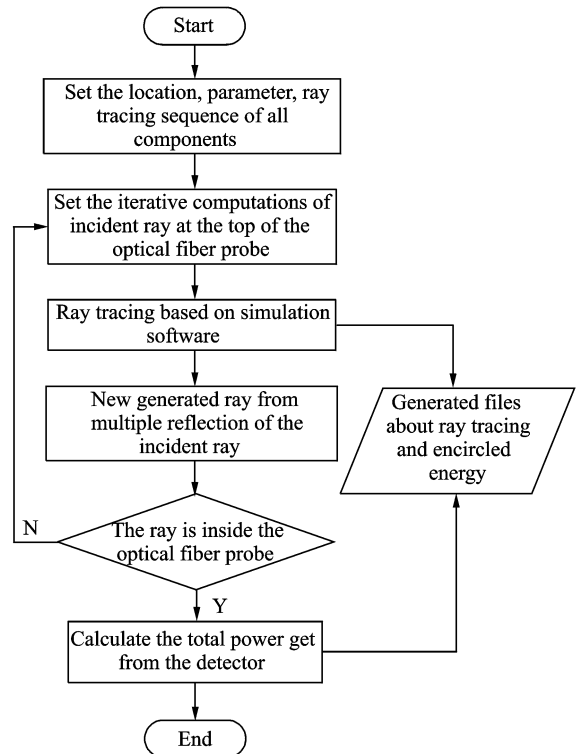 Start
Set the location, parameter, ray
tracing sequence of all
components
Set the iterative computations of
incident ray at the top of the
optical fiber probe
Ray tracing based on simulation
software
New generated ray from
multiple reflection of the
incident ray
Generated files
about ray tracing
and encircled
energy
N
The ray is inside the
optical fiber probe
Y
Calculate the total power get
from the detector
End